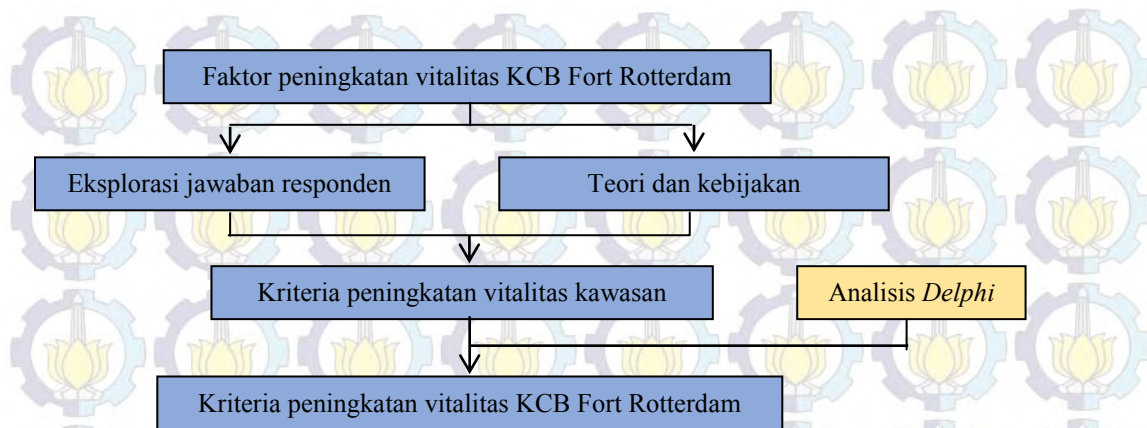 Faktor peningkatan vitalitas KCB Fort Rotterdam
Eksplorasi jawaban responden
Teori dan kebijakan
Kriteria peningkatan vitalitas kawasan
Analisis Delphi
Kriteria peningkatan vitalitas KCB Fort Rotterdam